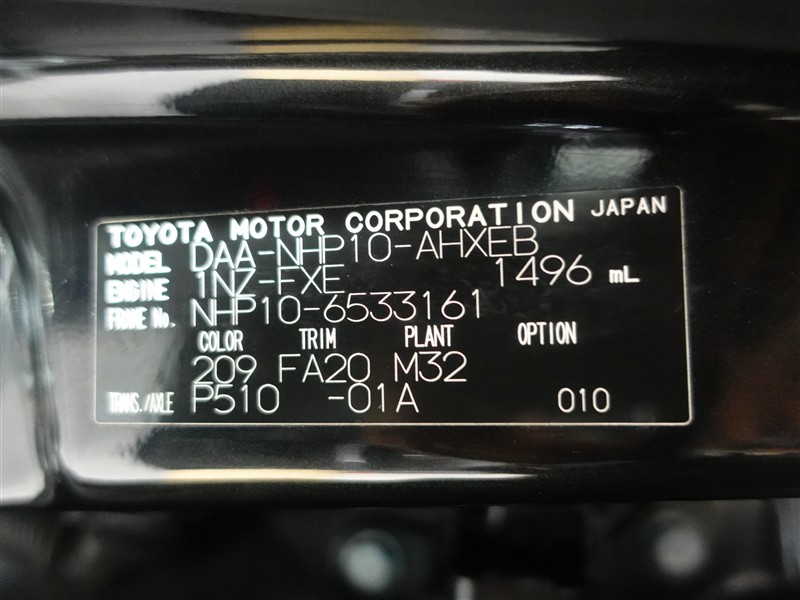 TOYOTA MOTOR CORPORATION JAPAN
MODEL DAA-NHP10-AHXEB
ENGINE 1NZ-FXE 1496 mL
FRAME No. NHP10-6533161
COLOR TRIM PLANT OPTION
209 FA20 M32
TRANS./AXLE P510 -01A 010